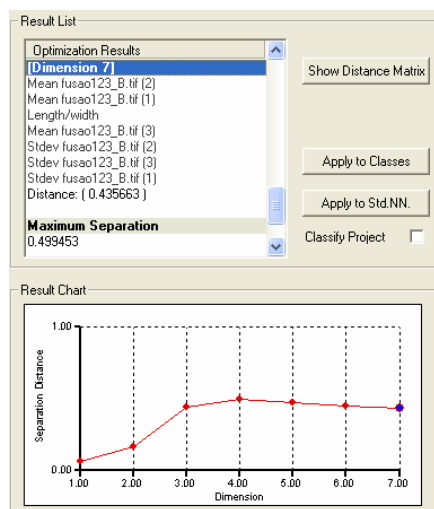 Result List
Optimization Results
[Dimension 7]
Mean fusao123_B.tif (2)
Mean fusao123_B.tif (1)
Length/width
Mean fusao123_B.tif (3)
Stdev fusao123_B.tif (2)
Stdev fusao123_B.tif (3)
Stdev fusao123_B.tif (1)
Distance: ( 0.435663 )
Maximum Separation
0.499453
Show Distance Matrix
Apply to Classes
Apply to Std.NN.
Classify Project
Result Chart
1.00
Separation Distance
0.00
1.00 2.00 3.00 4.00 5.00 6.00 7.00
Dimension